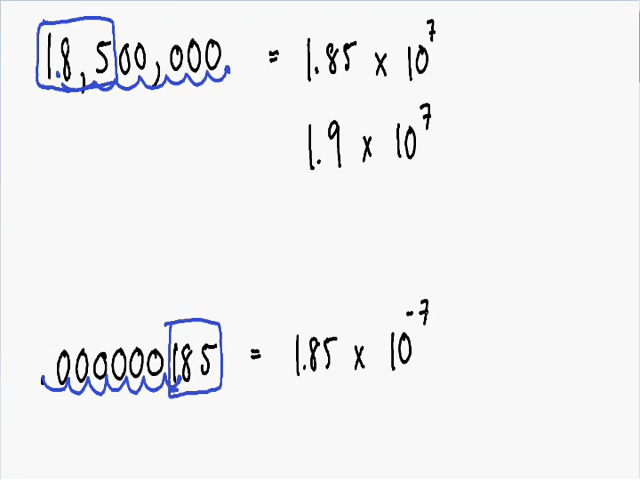 18,500,000. = 1.85 x 10^7
1.9 x 10^7
.000000185 = 1.85 x 10^-7